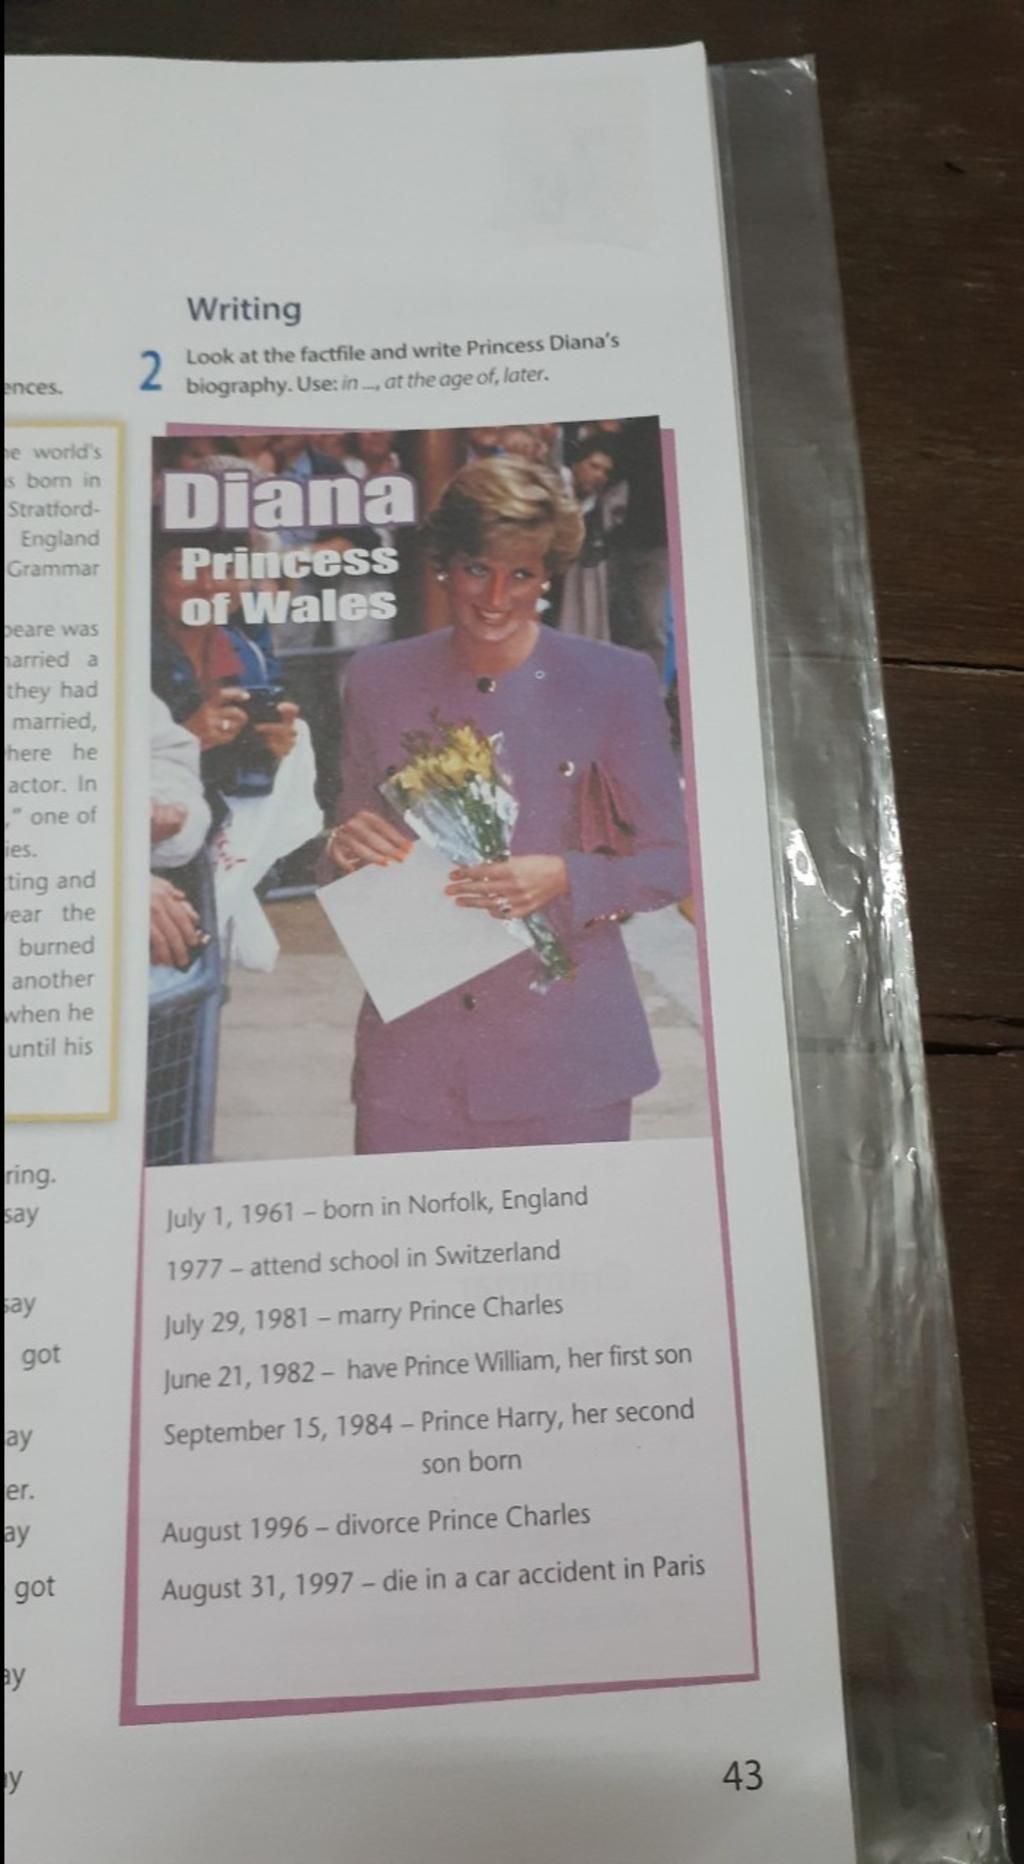 ences.
he world's
s born in
Stratford-
England
Grammar
peare was
married a
they had
married,
here he
actor. In
," one of
ies.
ting and
year the
burned
another
when he
until his
ring.
say
say
got
ay
er.
ay
got
ay
y
Writing
2 Look at the factfile and write Princess Diana's
biography. Use: in ..., at the age of, later.
Diana
Princess
of Wales
July 1, 1961 – born in Norfolk, England
1977 – attend school in Switzerland
July 29, 1981 – marry Prince Charles
June 21, 1982 – have Prince William, her first son
September 15, 1984 – Prince Harry, her second
son born
August 1996 – divorce Prince Charles
August 31, 1997 – die in a car accident in Paris
43